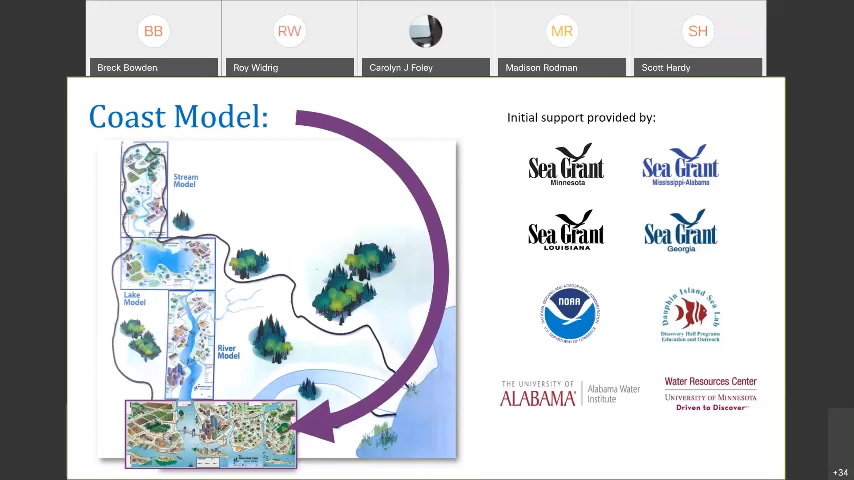 BB
RW
MR
SH
Breck Bowden
Roy Widrig
Carolyn J Foley
Madison Rodman
Scott Hardy
Coast Model:
Initial support provided by:
Stream
Model
Lake
Model
River
Model
Sea Grant
Minnesota
Sea Grant
Mississippi-Alabama
Sea Grant
LOUISIANA
Sea Grant
Georgia
NOAA
Dauphin Island Sea Lab
Discovery Hall Programs
Education and Outreach
THE UNIVERSITY OF
ALABAMA
Alabama Water
Institute
Water Resources Center
UNIVERSITY OF MINNESOTA
Driven to Discover
+34